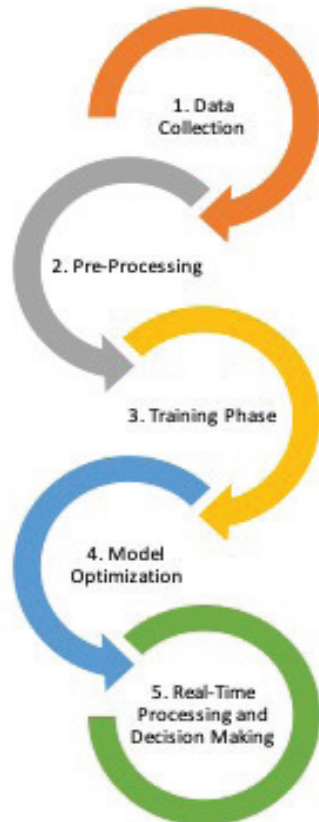 1. Data
Collection
2. Pre-Processing
3. Training Phase
4. Model
Optimization
5. Real-Time
Processing and
Decision Making